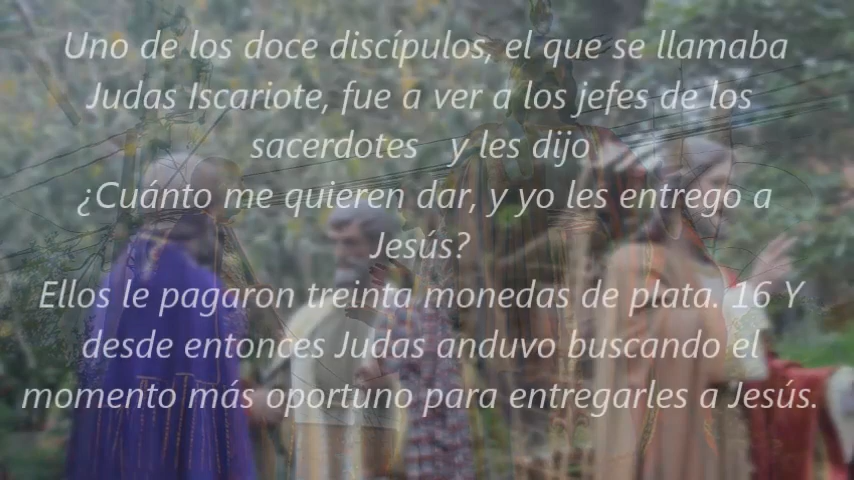 Uno de los doce discípulos, el que se llamaba
Judas Iscariote, fue a ver a los jefes de los
sacerdotes y les dijo
¿Cuánto me quieren dar, y yo les entrego a
Jesús?
Ellos le pagaron treinta monedas de plata. 16 Y
desde entonces Judas anduvo buscando el
momento más oportuno para entregarles a Jesús.